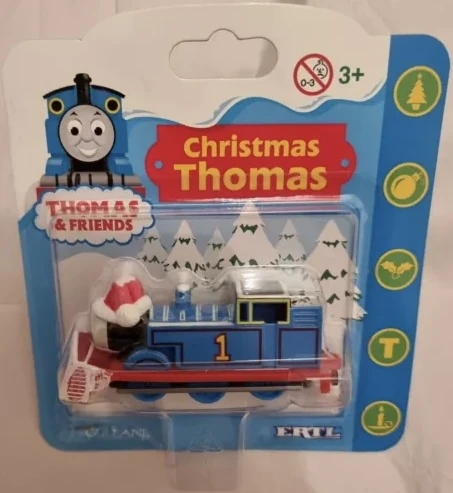 0-3
3+
Christmas
Thomas
THOMAS
& FRIENDS
1
T
ERTL